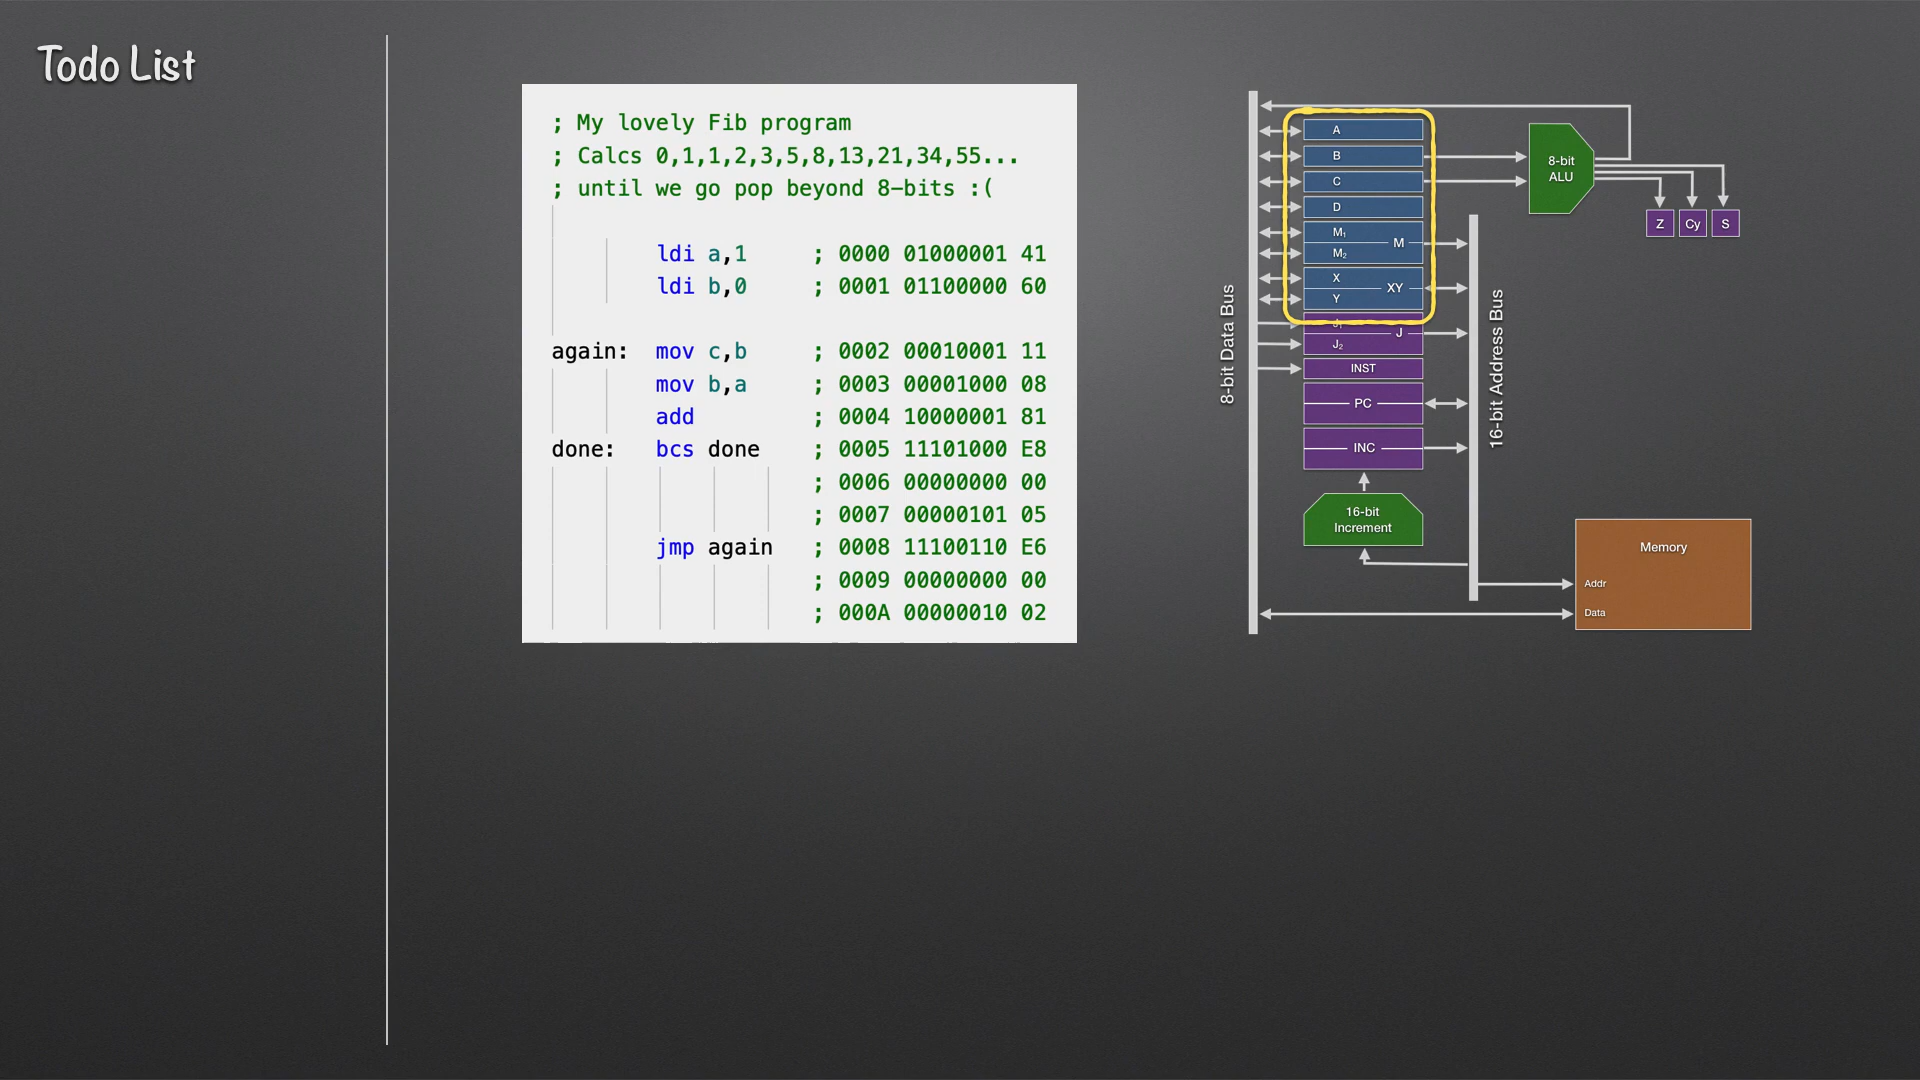 Todo List
; My lovely Fib program
; Calcs 0,1,1,2,3,5,8,13,21,34,55...
; until we go pop beyond 8-bits :(
ldi a,1 ; 0000 01000001 41
ldi b,0 ; 0001 01100000 60
again: mov c,b ; 0002 00010001 11
mov b,a ; 0003 00001000 08
add ; 0004 10000001 81
done: bcs done ; 0005 11101000 E8
; 0006 00000000 00
; 0007 00000101 05
jmp again ; 0008 11100110 E6
; 0009 00000000 00
; 000A 00000010 02
8-bit Data Bus
A
B
C
D
M₁
M
M₂
X
XY
Y
J₁
J
J₂
INST
PC
INC
16-bit
Increment
16-bit Address Bus
8-bit
ALU
Z Cy S
Memory
Addr
Data